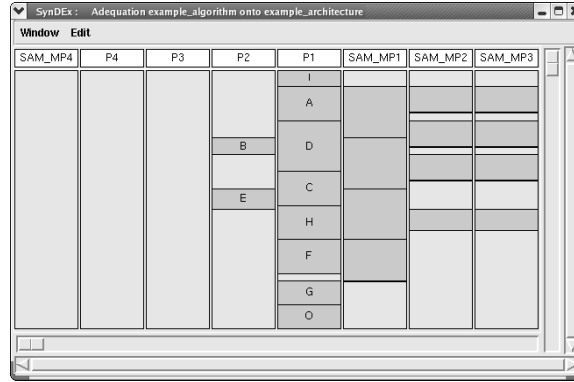 SynDEx : Adequation example_algorithm onto example_architecture
Window Edit
SAM_MP4 P4 P3 P2 P1 SAM_MP1 SAM_MP2 SAM_MP3
I
A
B D
C
E
H
F
G
O